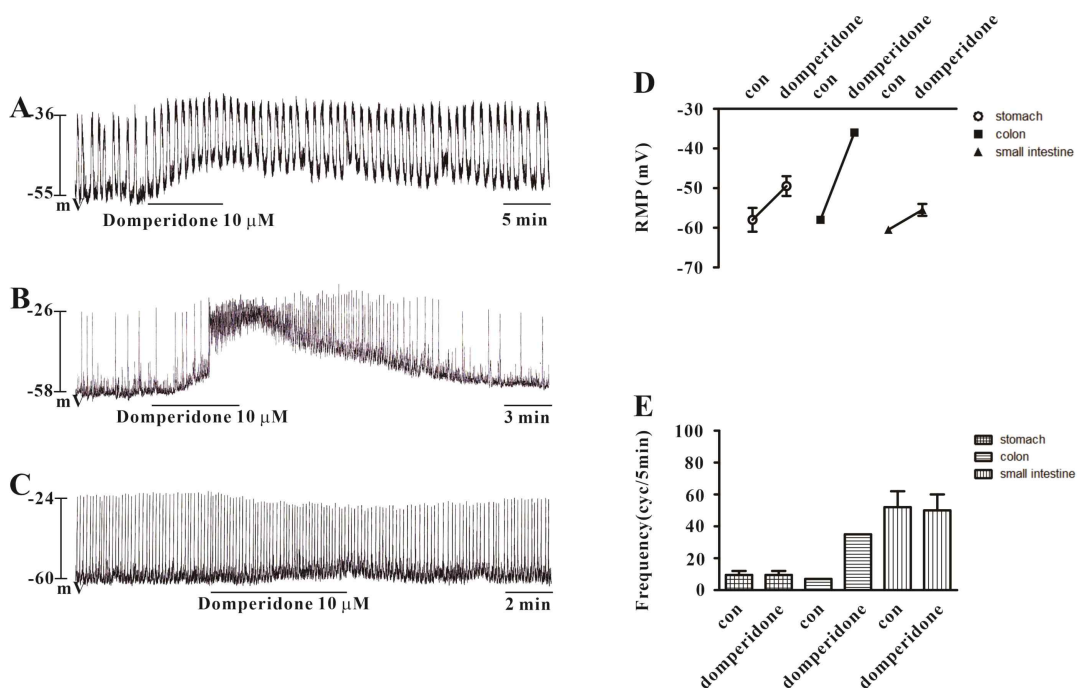 A
-36
-55
mV
Domperidone 10 μM
5 min
B
-26
-58
mV
Domperidone 10 μM
3 min
C
-24
-60
mV
Domperidone 10 μM
2 min
D
con
domperidone
con
domperidone
con
domperidone
RMP (mV)
-30
-40
-50
-60
-70
stomach
colon
small intestine
E
Frequency(cyc/5min)
100
80
60
40
20
0
con
domperidone
con
domperidone
con
domperidone
stomach
colon
small intestine